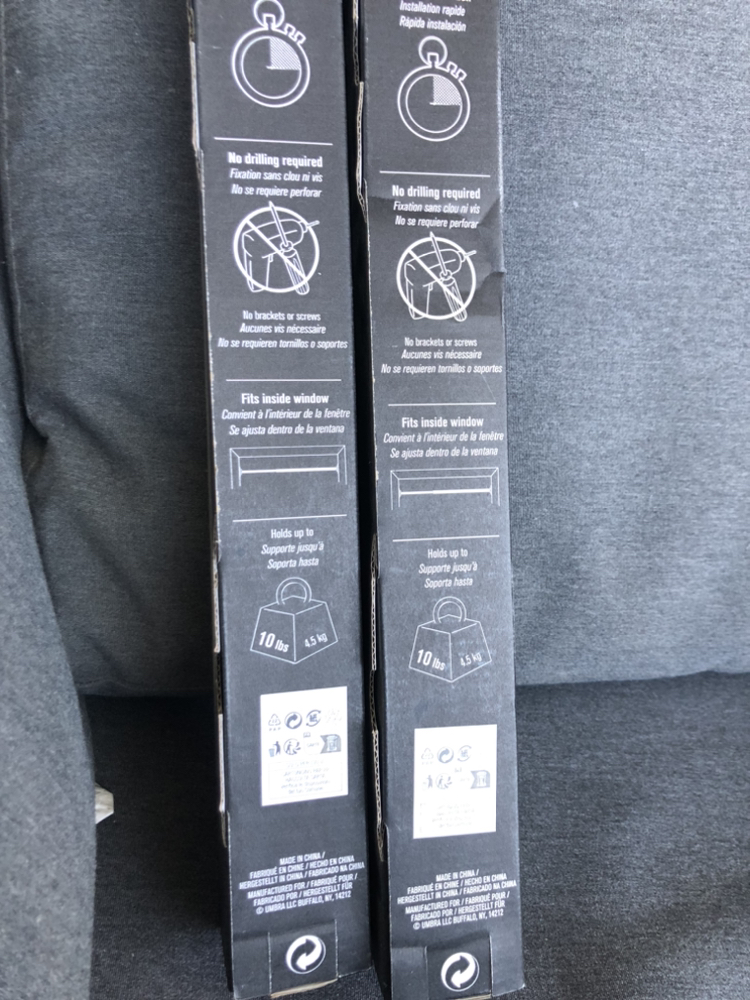 No drilling required
Fixation sans clou ni vis
No se requiere perforar
No brackets or screws
Aucunes vis nécessaire
No se requieren tornillos o soportes
Fits inside window
Convient à l'intérieur de la fenêtre
Se ajusta dentro de la ventana
Holds up to
Supporte jusqu'à
Soporta hasta
10 lbs 4.5 kg
MADE IN CHINA /
FABRIQUÉ EN CHINE / HECHO EN CHINA
HERGESTELLT IN CHINA / FABRICADO NA CHINA
MANUFACTURED FOR / FABRIQUÉ POUR /
FABRICADO POR / HERGESTELLT FÜR
© UMBRA LLC BUFFALO, NY, 14212
Installation rapide
Rápida instalación
No drilling required
Fixation sans clou ni vis
No se requiere perforar
No brackets or screws
Aucunes vis nécessaire
No se requieren tornillos o soportes
Fits inside window
Convient à l'intérieur de la fenêtre
Se ajusta dentro de la ventana
Holds up to
Supporte jusqu'à
Soporta hasta
10 lbs 4.5 kg
MADE IN CHINA /
FABRIQUÉ EN CHINE / HECHO EN CHINA
HERGESTELLT IN CHINA / FABRICADO NA CHINA
MANUFACTURED FOR / FABRIQUÉ POUR /
FABRICADO POR / HERGESTELLT FÜR
© UMBRA LLC BUFFALO, NY, 14212